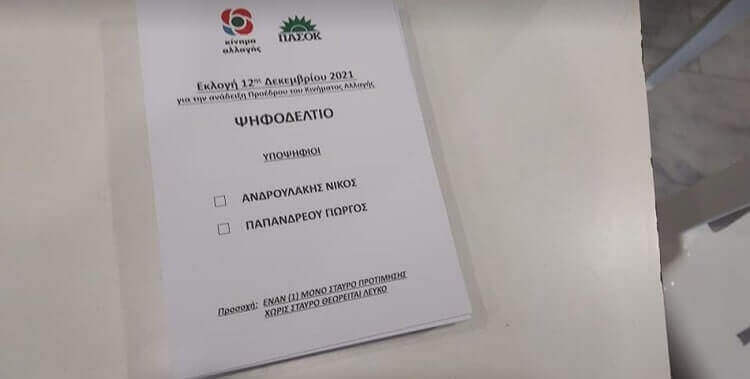 κίνημα
αλλαγής
ΠΑΣΟΚ
Εκλογή 12ης Δεκεμβρίου 2021
για την ανάδειξη Προέδρου του Κινήματος Αλλαγής
ΨΗΦΟΔΕΛΤΙΟ
ΥΠΟΨΗΦΙΟΙ
ΑΝΔΡΟΥΛΑΚΗΣ ΝΙΚΟΣ
ΠΑΠΑΝΔΡΕΟΥ ΓΙΩΡΓΟΣ
Προσοχή: ΕΝΑΝ (1) ΜΟΝΟ ΣΤΑΥΡΟ ΠΡΟΤΙΜΗΣΗΣ
ΧΩΡΙΣ ΣΤΑΥΡΟ ΘΕΩΡΕΙΤΑΙ ΛΕΥΚΟ